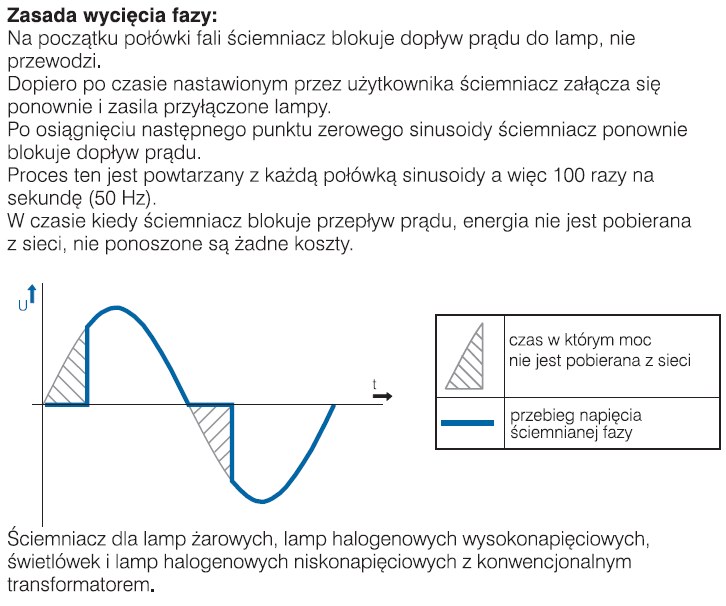 Zasada wycięcia fazy:
Na początku połówki fali ściemniacz blokuje dopływ prądu do lamp, nie
przewodzi.
Dopiero po czasie nastawionym przez użytkownika ściemniacz załącza się
ponownie i zasila przyłączone lampy.
Po osiągnięciu następnego punktu zerowego sinusoidy ściemniacz ponownie
blokuje dopływ prądu.
Proces ten jest powtarzany z każdą połówką sinusoidy a więc 100 razy na
sekundę (50 Hz).
W czasie kiedy ściemniacz blokuje przepływ prądu, energia nie jest pobierana
z sieci, nie ponoszone są żadne koszty.
U
t
czas w którym moc
nie jest pobierana z sieci
przebieg napięcia
ściemnianej fazy
Ściemniacz dla lamp żarowych, lamp halogenowych wysokonapięciowych,
świetlówek i lamp halogenowych niskonapięciowych z konwencjonalnym
transformatorem.